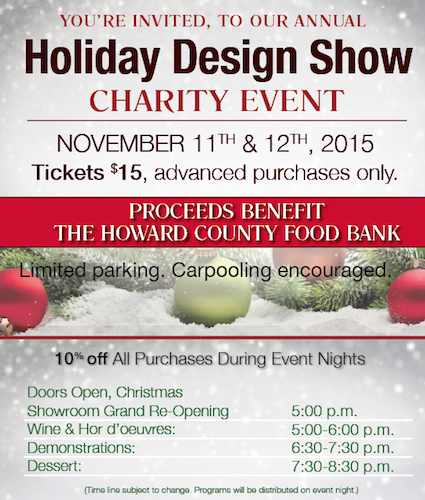 YOU'RE INVITED, TO OUR ANNUAL
Holiday Design Show
CHARITY EVENT
NOVEMBER 11TH & 12TH, 2015
Tickets $15, advanced purchases only.
PROCEEDS BENEFIT
THE HOWARD COUNTY FOOD BANK
Limited parking. Carpooling encouraged.
10% off All Purchases During Event Nights
Doors Open, Christmas
Showroom Grand Re-Opening 5:00 p.m.
Wine & Hor d'oeuvres: 5:00-6:00 p.m.
Demonstrations: 6:30-7:30 p.m.
Dessert: 7:30-8:30 p.m.
(Time line subject to change. Programs will be distributed on event night.)